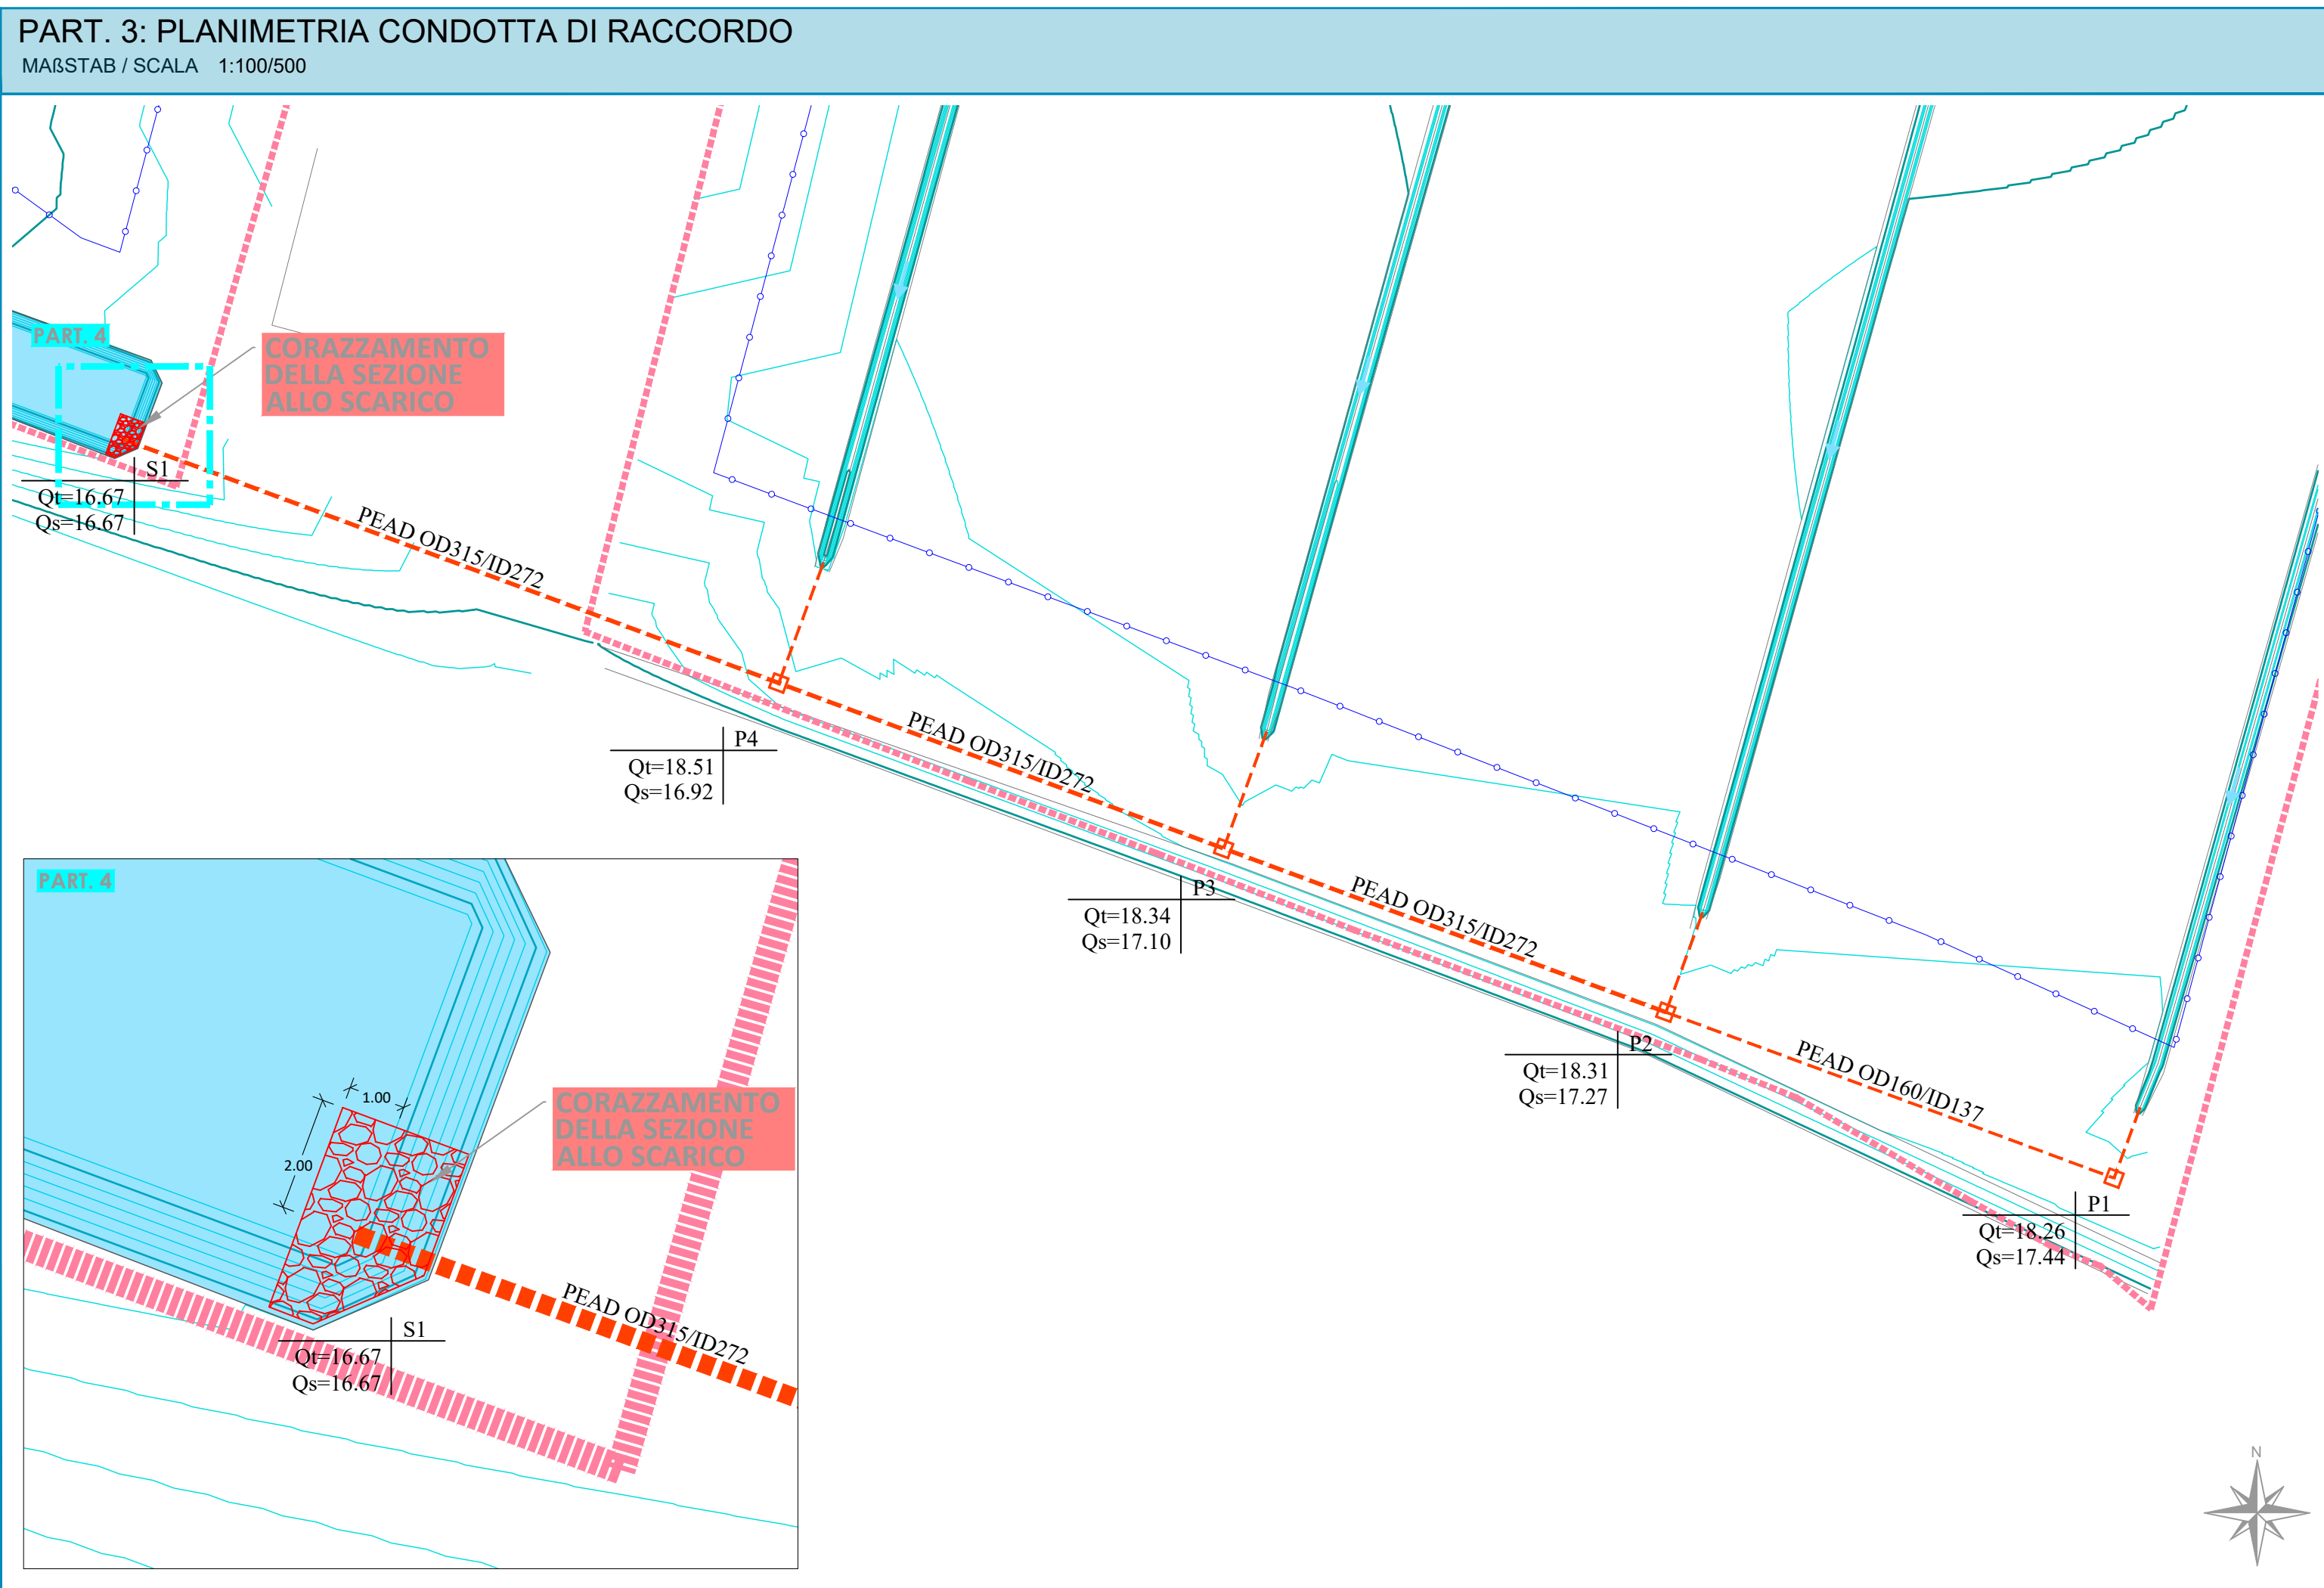 PART. 3: PLANIMETRIA CONDOTTA DI RACCORDO
MAßSTAB / SCALA 1:100/500
PART. 4
CORAZZAMENTO
DELLA SEZIONE
ALLO SCARICO
S1
Qt=16.67
Qs=16.67
PEAD OD315/ID272
P4
Qt=18.51
Qs=16.92
PEAD OD315/ID272
P3
Qt=18.34
Qs=17.10
PEAD OD315/ID272
P2
Qt=18.31
Qs=17.27
PEAD OD160/ID137
P1
Qt=18.26
Qs=17.44
PART. 4
1.00
2.00
CORAZZAMENTO
DELLA SEZIONE
ALLO SCARICO
PEAD OD315/ID272
S1
Qt=16.67
Qs=16.67
N